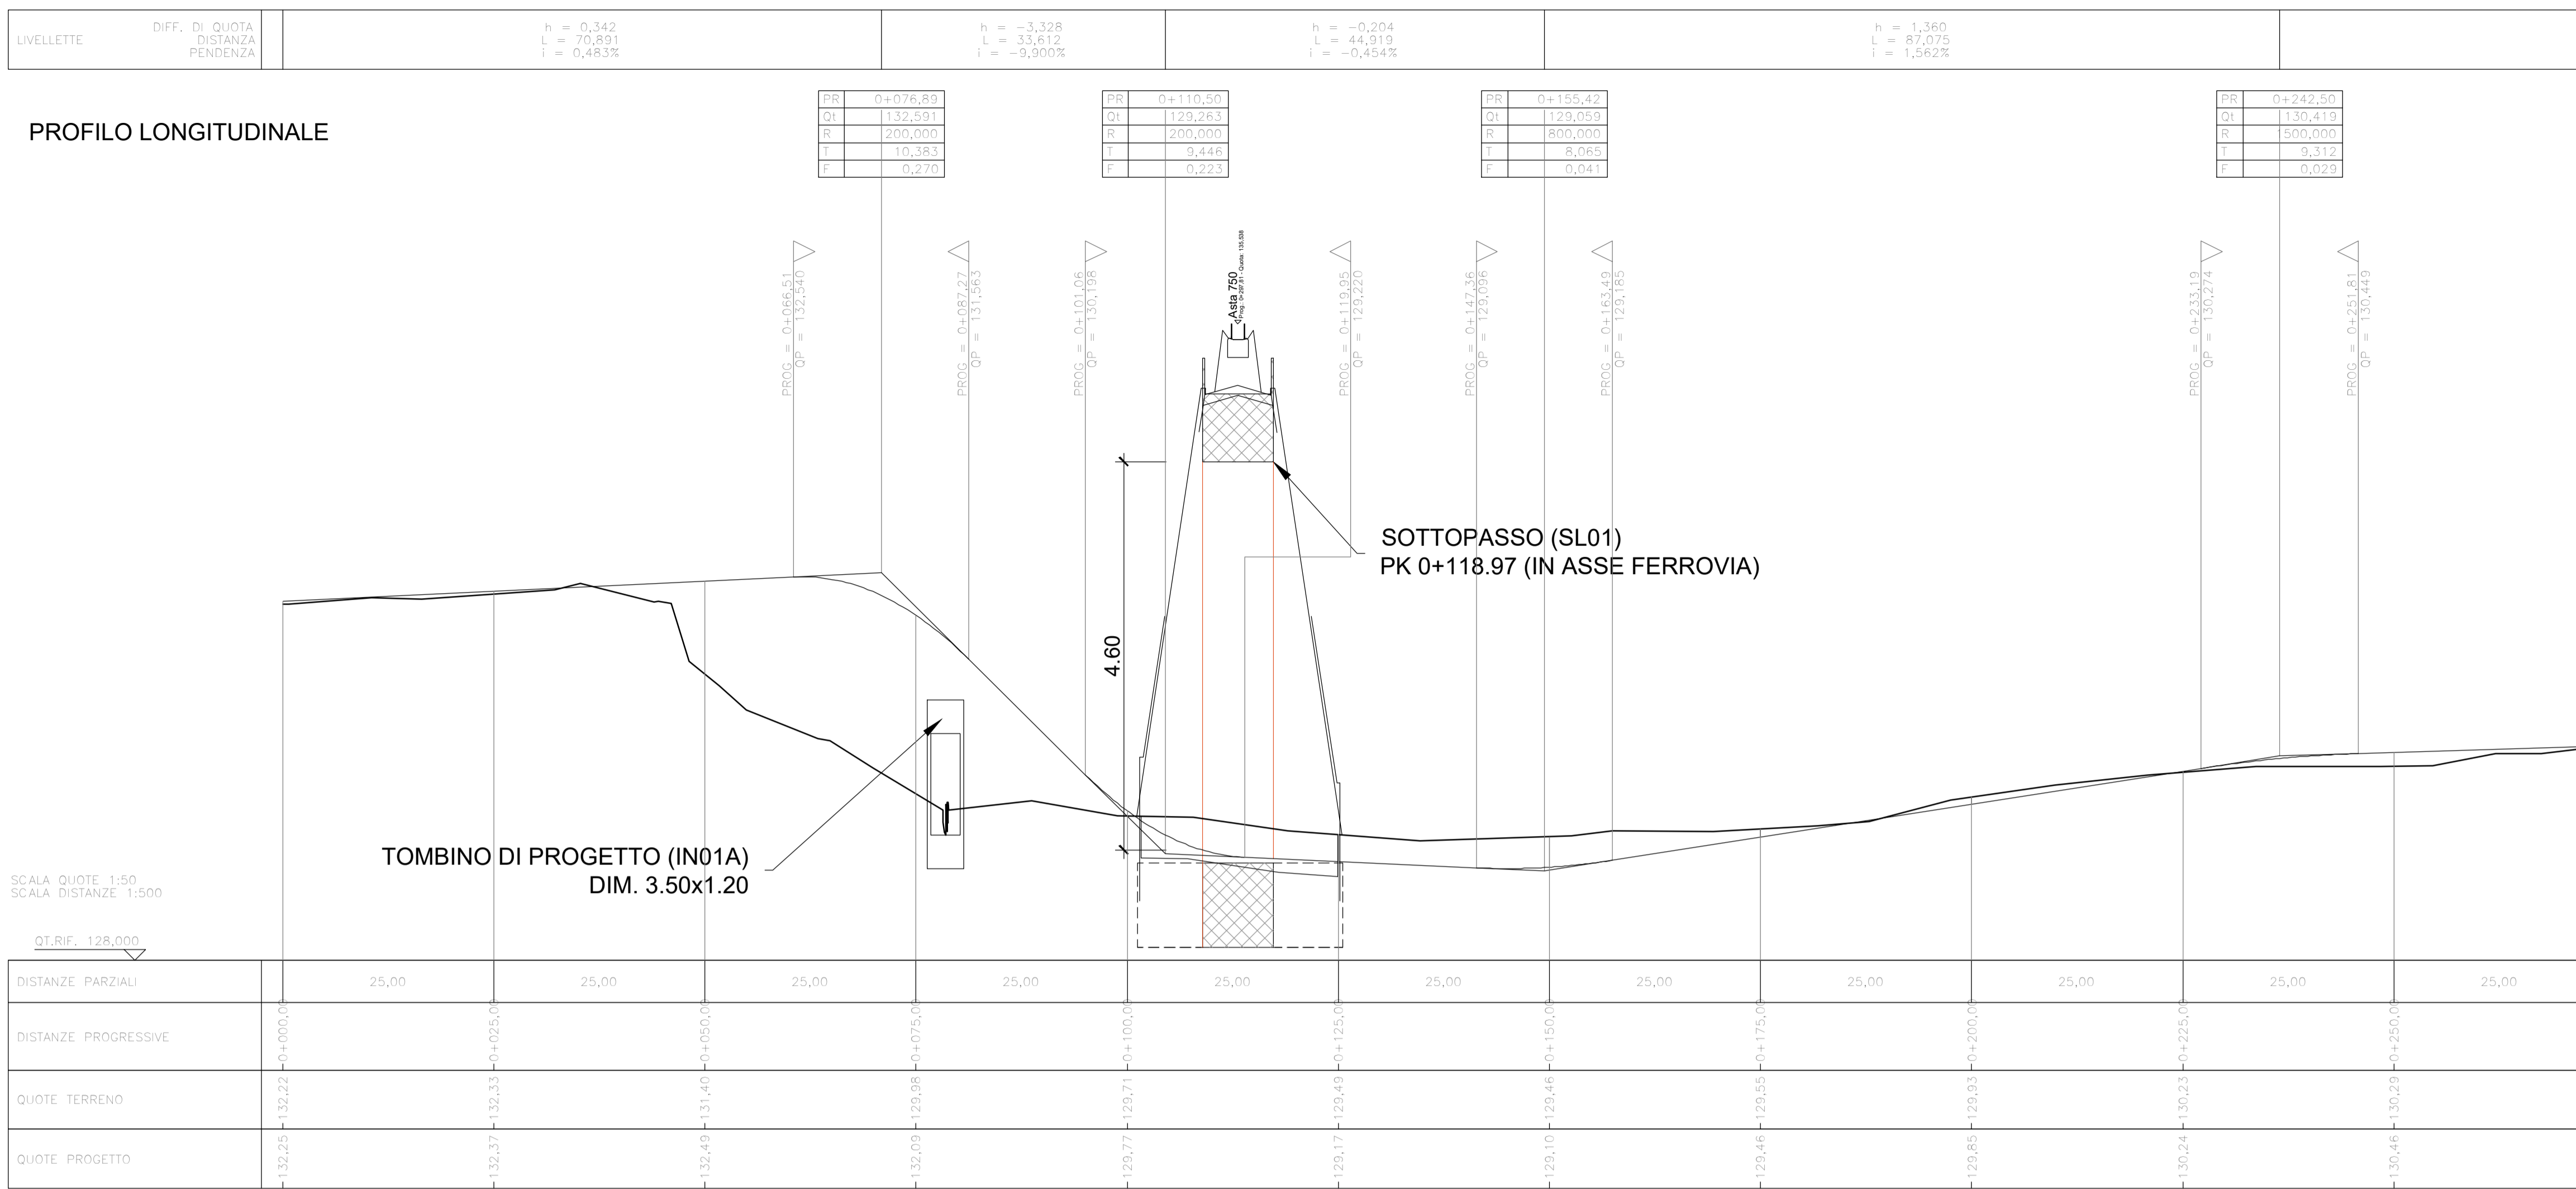 LIVELLETTE
DIFF. DI QUOTA
DISTANZA
PENDENZA
h = 0,342
L = 70,891
i = 0,483%
h = −3,328
L = 33,612
i = −9,900%
h = −0,204
L = 44,919
i = −0,454%
h = 1,360
L = 87,075
i = 1,562%
PROFILO LONGITUDINALE
PR 0+076,89
Qt 132,591
R 200,000
T 10,383
F 0,270
PR 0+110,50
Qt 129,263
R 200,000
T 9,446
F 0,223
PR 0+155,42
Qt 129,059
R 800,000
T 8,065
F 0,041
PR 0+242,50
Qt 130,419
R 1500,000
T 9,312
F 0,029
PROG = 0+066,51
QP = 132,540
PROG = 0+087,27
QP = 131,563
PROG = 0+101,06
QP = 130,198
Asta 750
Prog.: 0+297,811 - Quota: 135,538
PROG = 0+119,95
QP = 129,220
PROG = 0+147,36
QP = 129,096
PROG = 0+163,49
QP = 129,185
PROG = 0+233,19
QP = 130,274
PROG = 0+251,81
QP = 130,449
4.60
SOTTOPASSO (SL01)
PK 0+118.97 (IN ASSE FERROVIA)
TOMBINO DI PROGETTO (IN01A)
DIM. 3.50x1.20
SCALA QUOTE 1:50
SCALA DISTANZE 1:500
QT.RIF. 128,000
DISTANZE PARZIALI 25,00 25,00 25,00 25,00 25,00 25,00 25,00 25,00 25,00 25,00 25,00
DISTANZE PROGRESSIVE 0+000,00 0+025,00 0+050,00 0+075,00 0+100,00 0+125,00 0+150,00 0+175,00 0+200,00 0+225,00 0+250,00
QUOTE TERRENO 132,22 132,33 131,40 129,98 129,71 129,49 129,46 129,55 129,93 130,23 130,29
QUOTE PROGETTO 132,25 132,37 132,49 132,09 129,77 129,17 129,10 129,46 129,85 130,24 130,46